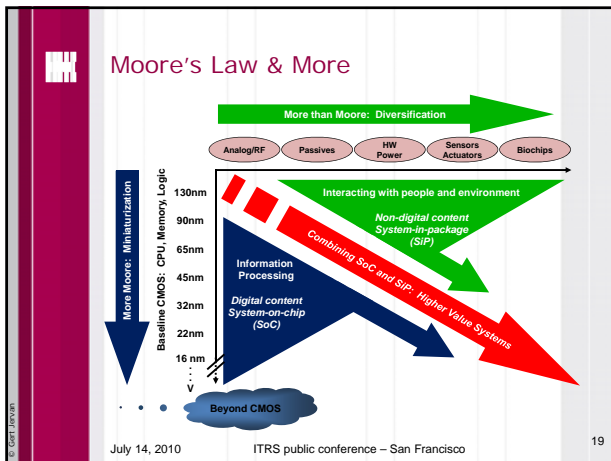 Moore's Law & More
More than Moore: Diversification
Analog/RF
Passives
HW
Power
Sensors
Actuators
Biochips
More Moore: Miniaturization
Baseline CMOS: CPU, Memory, Logic
130nm
90nm
65nm
45nm
32nm
22nm
16 nm
V
Interacting with people and environment
Non-digital content
System-in-package
(SiP)
Combining SoC and SiP: Higher Value Systems
Information
Processing
Digital content
System-on-chip
(SoC)
Beyond CMOS
© Gert Jervan
July 14, 2010
ITRS public conference – San Francisco
19